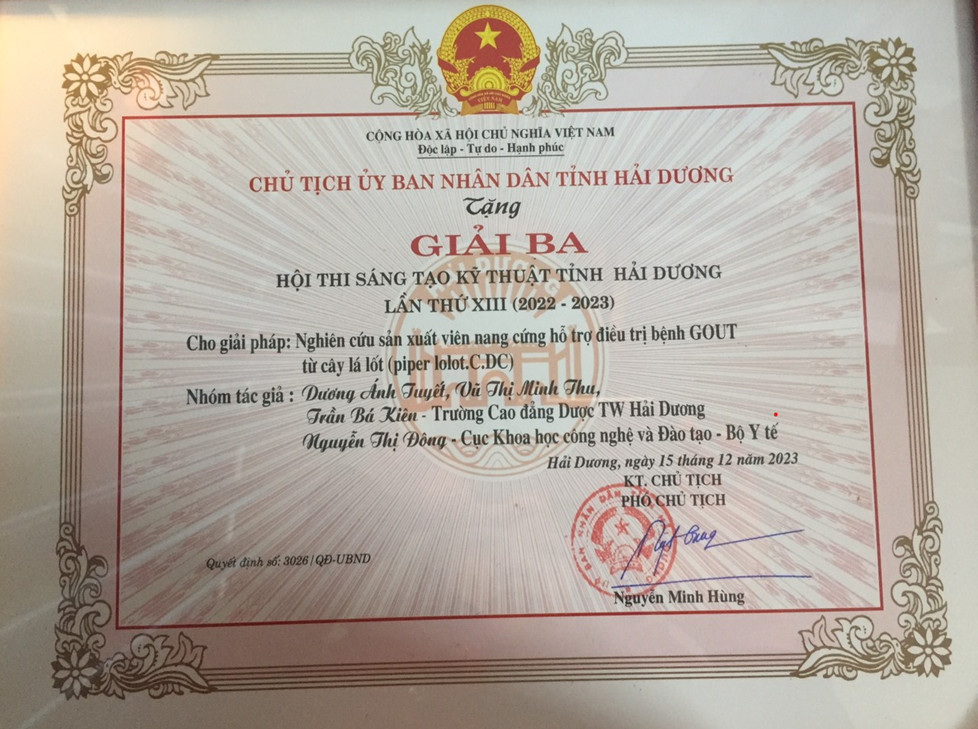 VIỆT NAM
CỘNG HÒA XÃ HỘI CHỦ NGHĨA VIỆT NAM
Độc lập - Tự do - Hạnh phúc
CHỦ TỊCH ỦY BAN NHÂN DÂN TỈNH HẢI DƯƠNG
Tặng
GIẢI BA
HỘI THI SÁNG TẠO KỸ THUẬT TỈNH HẢI DƯƠNG
LẦN THỨ XIII (2022 - 2023)
Cho giải pháp: Nghiên cứu sản xuất viên nang cứng hỗ trợ điều trị bệnh GOUT
từ cây lá lốt (piper lolot.C.DC)
Nhóm tác giả : Dương Ánh Tuyết, Vũ Thị Minh Thu,
Trần Bá Kiên - Trường Cao đẳng Dược TW Hải Dương
Nguyễn Thị Đông - Cục Khoa học công nghệ và Đào tạo - Bộ Y tế
Hải Dương, ngày 15 tháng 12 năm 2023
KT. CHỦ TỊCH
PHÓ CHỦ TỊCH
Quyết định số: 3026/QĐ-UBND
Nguyễn Minh Hùng